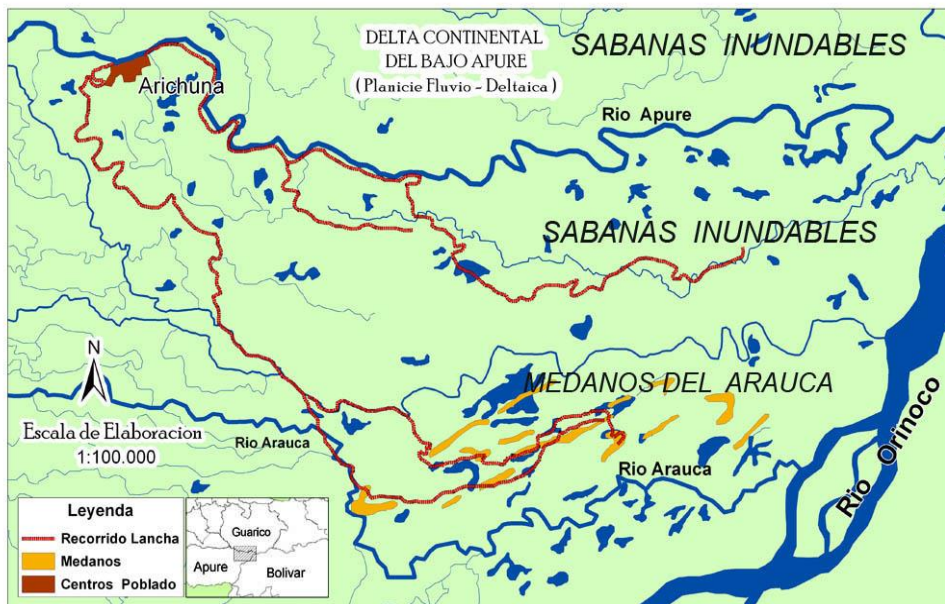 DELTA CONTINENTAL
DEL BAJO APURE
( Planicie Fluvio - Deltaica )
SABANAS INUNDABLES
Arichuna
Rio Apure
SABANAS INUNDABLES
N
MEDANOS DEL ARAUCA
Escala de Elaboracion
1:100.000
Rio Arauca
Rio Arauca
Rio Orinoco
Leyenda
Recorrido Lancha
Medanos
Centros Poblado
Guarico
Apure
Bolivar